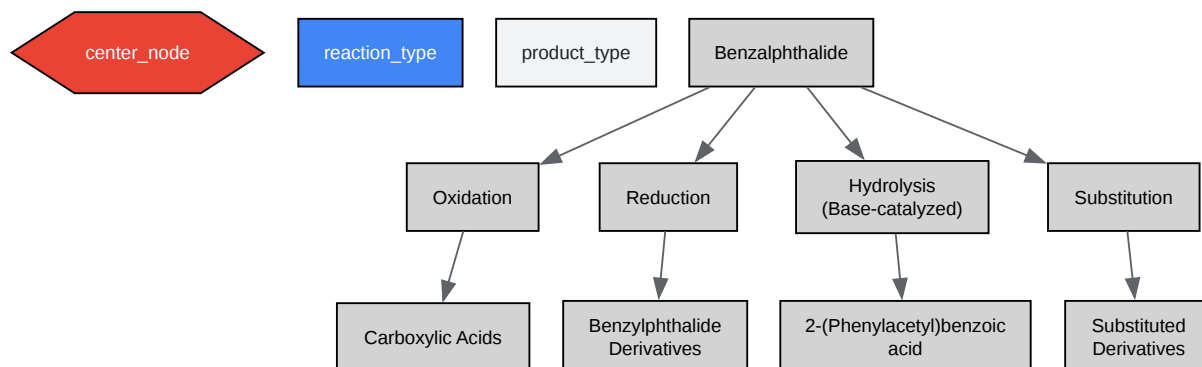 center_node
reaction_type
product_type
Benzalphthalide
Oxidation
Reduction
Hydrolysis
(Base-catalyzed)
Substitution
Carboxylic Acids
Benzylphthalide
Derivatives
2-(Phenylacetyl)benzoic
acid
Substituted
Derivatives